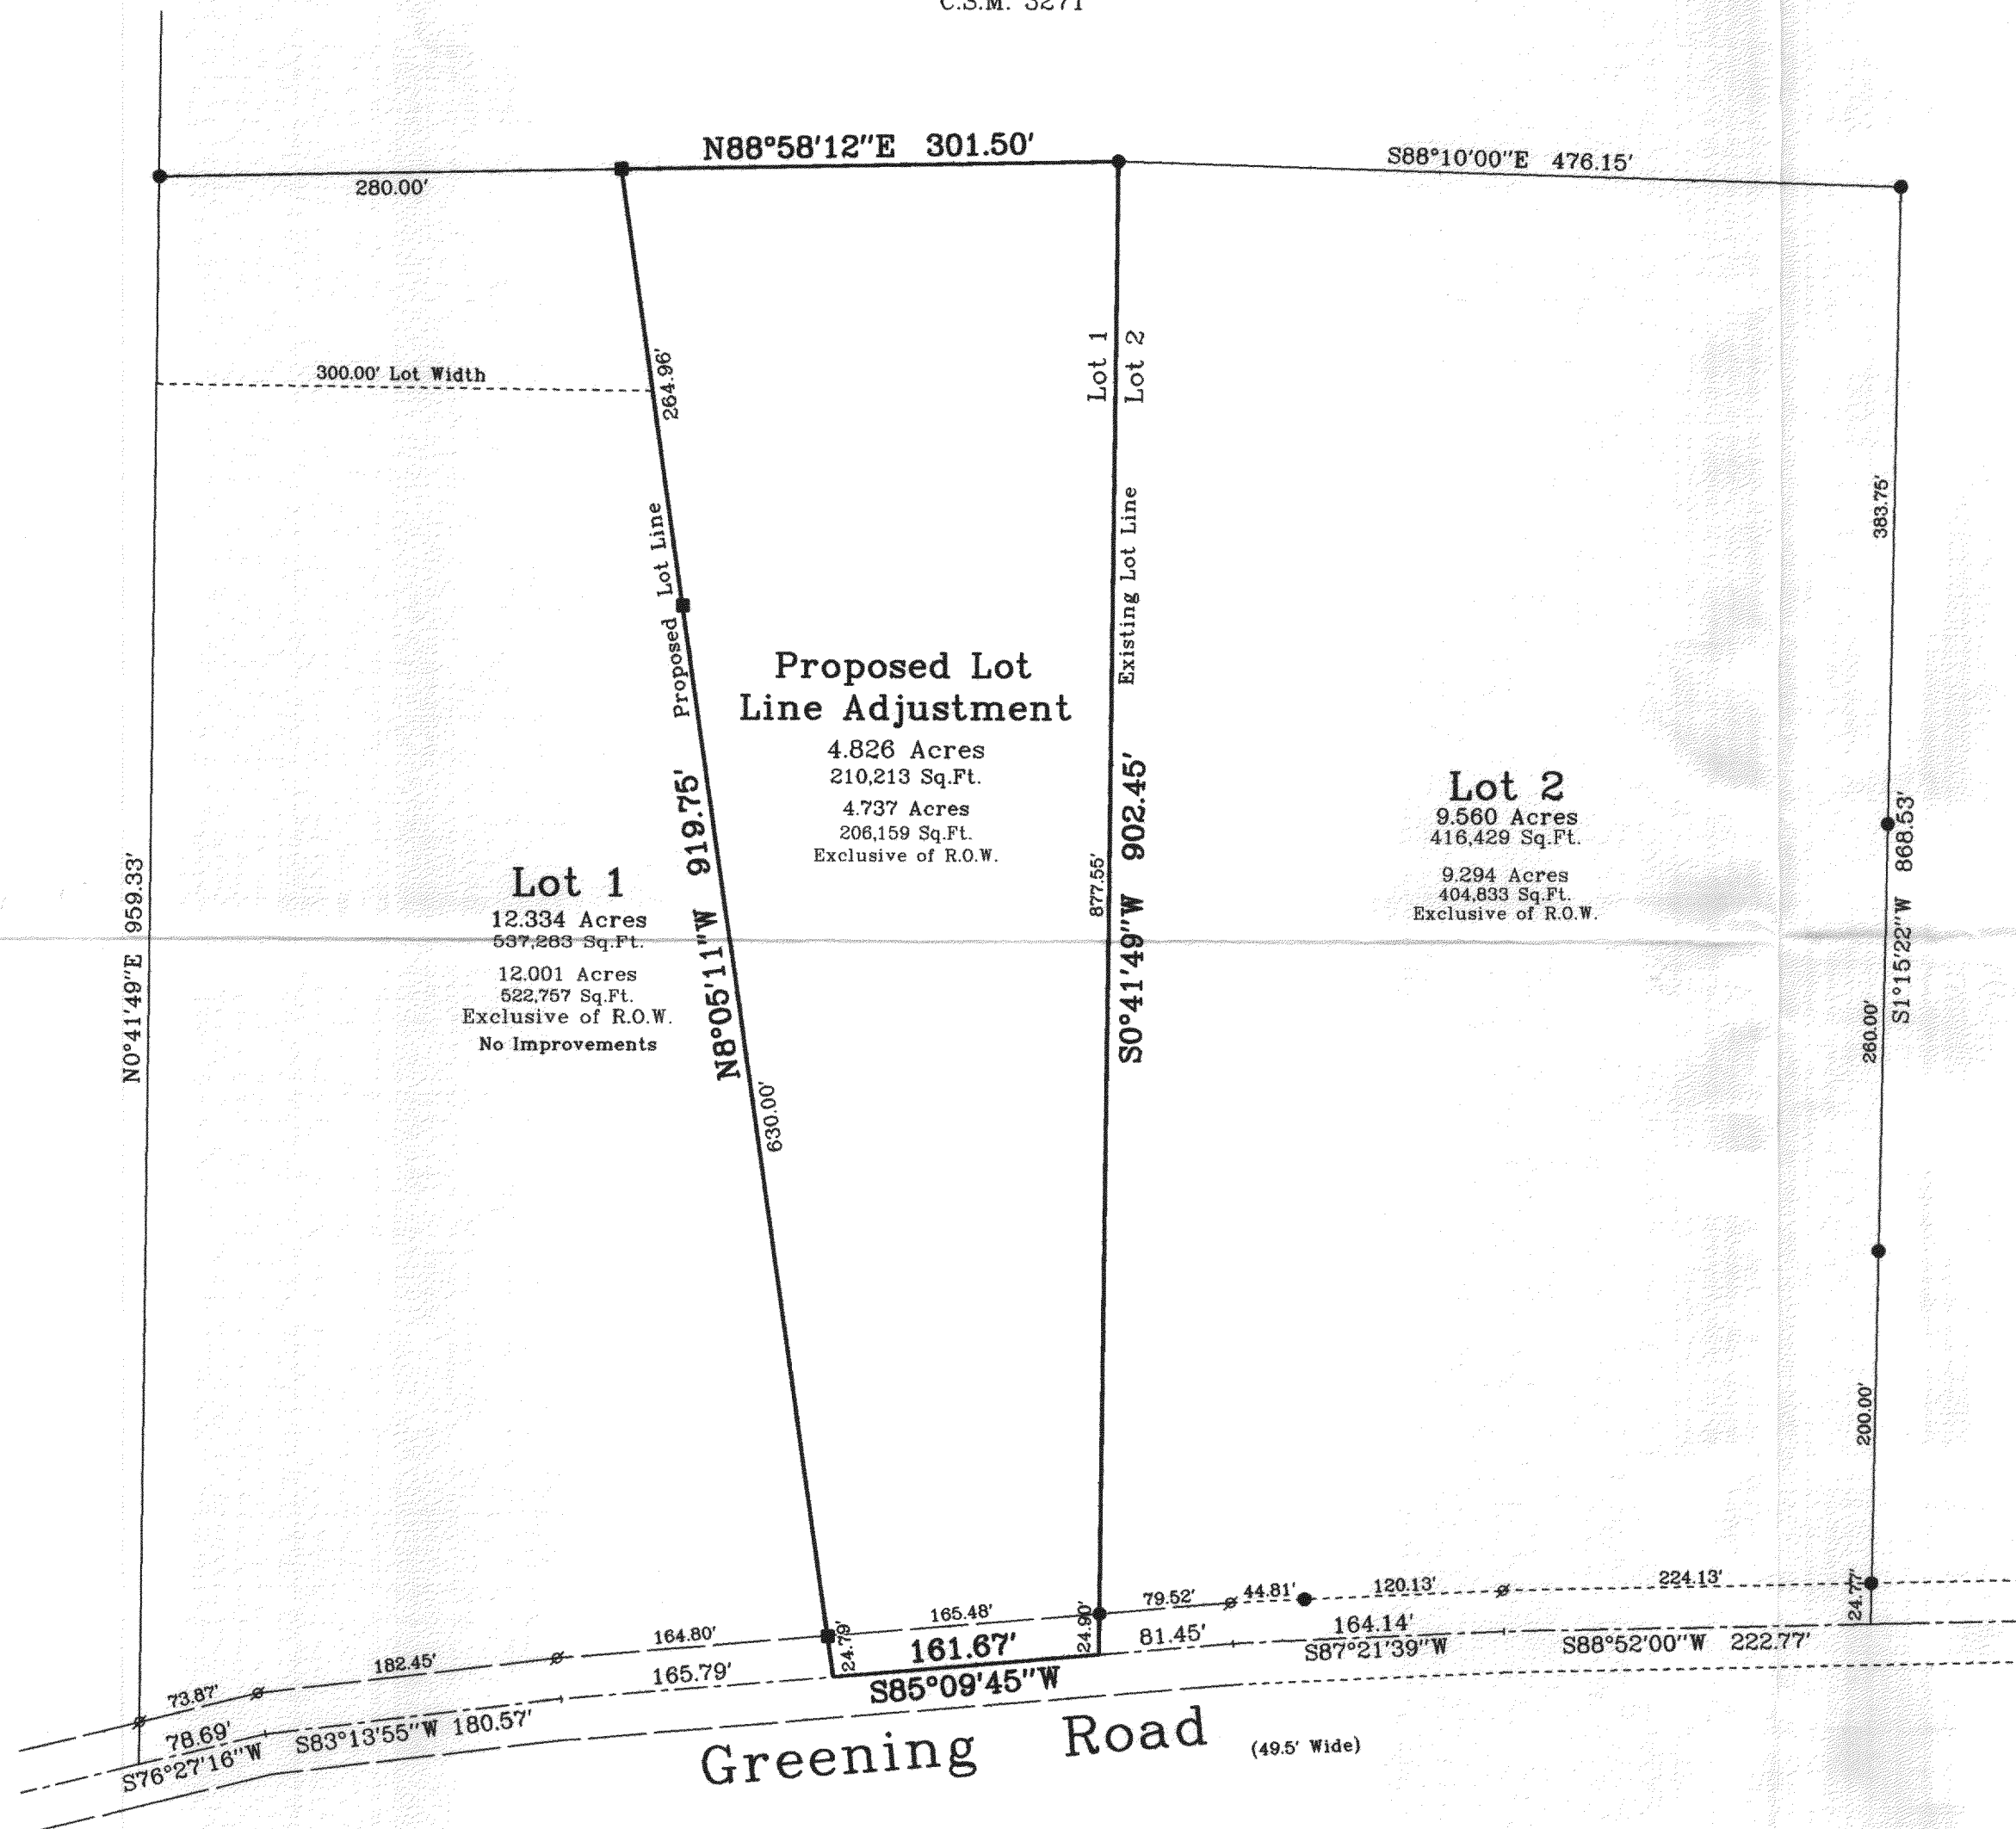 C.S.M. 3271
N88°58'12"E 301.50'
S88°10'00"E 476.15'
280.00'
300.00' Lot Width
264.96'
Lot 1
Lot 2
Proposed Lot Line
Existing Lot Line
383.75'
Proposed Lot
Line Adjustment
4.826 Acres
210,213 Sq.Ft.
4.737 Acres
206,159 Sq.Ft.
Exclusive of R.O.W.
N8°05'11"W 919.75'
877.55'
S0°41'49"W 902.45'
Lot 2
9.560 Acres
416,429 Sq.Ft.
9.294 Acres
404,833 Sq.Ft.
Exclusive of R.O.W.
S1°15'22"W 868.53'
N0°41'49"E 959.33'
Lot 1
12.334 Acres
537,283 Sq.Ft.
12.001 Acres
522,757 Sq.Ft.
Exclusive of R.O.W.
No Improvements
260.00'
630.00'
200.00'
73.87'
182.45'
164.80'
24.79'
165.48'
24.90'
79.52'
44.81'
120.13'
224.13'
24.77'
78.69'
S76°27'16"W
S83°13'55"W 180.57'
165.79'
161.67'
S85°09'45"W
81.45'
164.14'
S87°21'39"W
S88°52'00"W 222.77'
Greening Road (49.5' Wide)